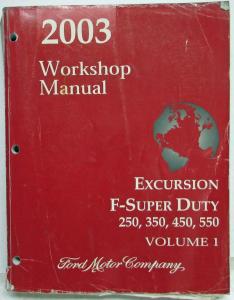 2003
Workshop
Manual
EXCURSION
F-SUPER DUTY
250, 350, 450, 550
VOLUME 1
Ford Motor Company